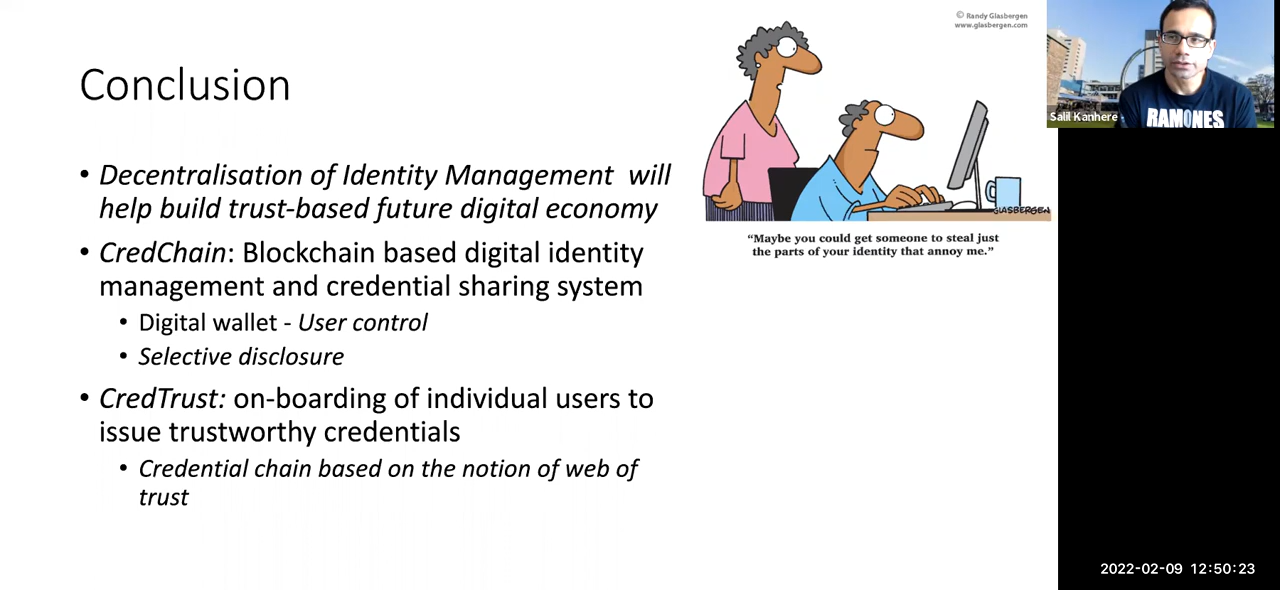 Conclusion
• Decentralisation of Identity Management will
help build trust-based future digital economy
• CredChain: Blockchain based digital identity
management and credential sharing system
• Digital wallet - User control
• Selective disclosure
• CredTrust: on-boarding of individual users to
issue trustworthy credentials
• Credential chain based on the notion of web of
trust
© Randy Glasbergen
www.glasbergen.com
GLASBERGEN
“Maybe you could get someone to steal just
the parts of your identity that annoy me.”
Salil Kanhere -
RAMONES
2022-02-09 12:50:23